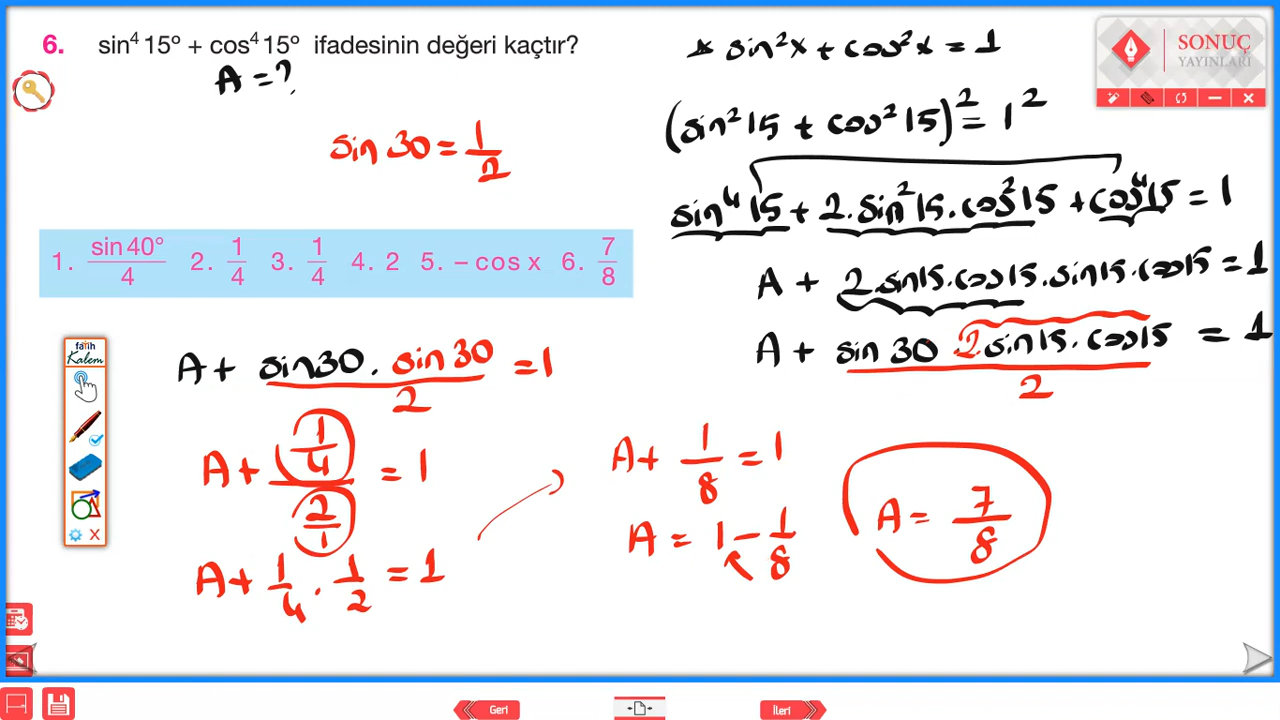 6. sin⁴ 15° + cos⁴ 15° ifadesinin değeri kaçtır?
A = ?
sin 30 = 1/2
1. sin 40°/4 2. 1/4 3. 1/4 4. 2 5. – cos x 6. 7/8
* sin²x + cos²x = 1
(sin²15 + cos²15)² = 1²
sin⁴15 + 2.sin²15.cos²15 + cos⁴15 = 1
A + 2.sin15.cos15.sin15.cos15 = 1
A + sin 30 2sin15.cos15/2 = 1
A + sin30 . sin30/2 = 1
A + (1/4)/(2/1) = 1
A + 1/4 . 1/2 = 1
A + 1/8 = 1
A = 1 – 1/8
A = 7/8
SONUÇ
YAYINLARI
fatih
Kalem
Geri
İleri